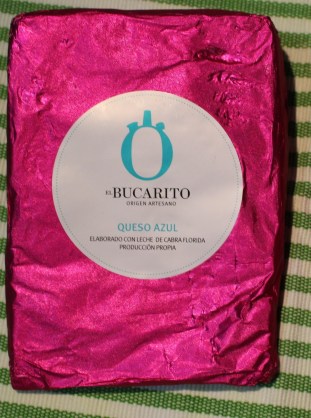 EL BUCARITO
ORIGEN ARTESANO
QUESO AZUL
ELABORADO CON LECHE DE CABRA FLORIDA
PRODUCCIÓN PROPIA